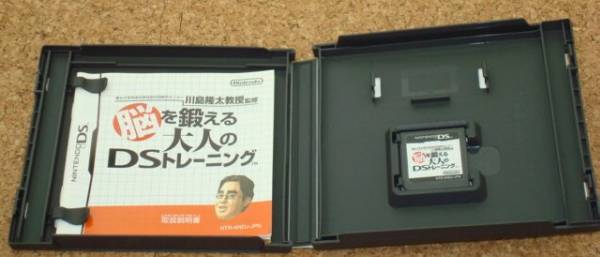 NINTENDO DS
Nintendo
川島隆太教授監修
脳を鍛える
大人の
DSトレーニング™
取扱説明書
脳を鍛える
大人の
DSトレーニング